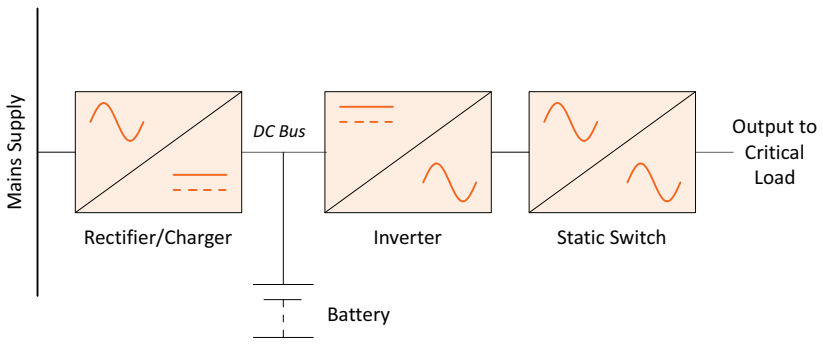 Mains Supply
DC Bus
Output to
Critical
Load
Rectifier/Charger
Inverter
Static Switch
Battery